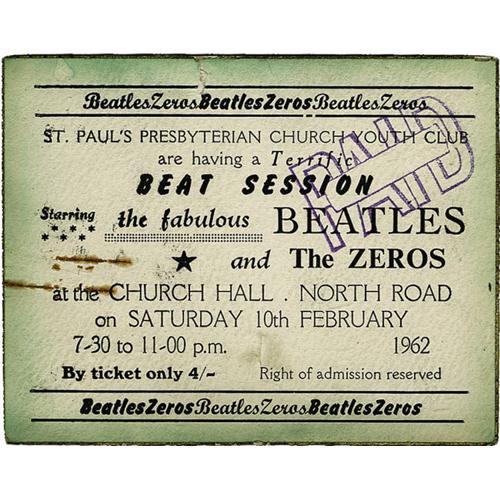 BeatlesZerosBeatlesZerosBeatlesZeros
ST. PAUL'S PRESBYTERIAN CHURCH YOUTH CLUB
are having a Terrific
BEAT SESSION
Starring the fabulous BEATLES
and The ZEROS
at the CHURCH HALL . NORTH ROAD
on SATURDAY 10th FEBRUARY
7-30 to 11-00 p.m. 1962
By ticket only 4/- Right of admission reserved
BeatlesZerosBeatlesZerosBeatlesZeros
PAID